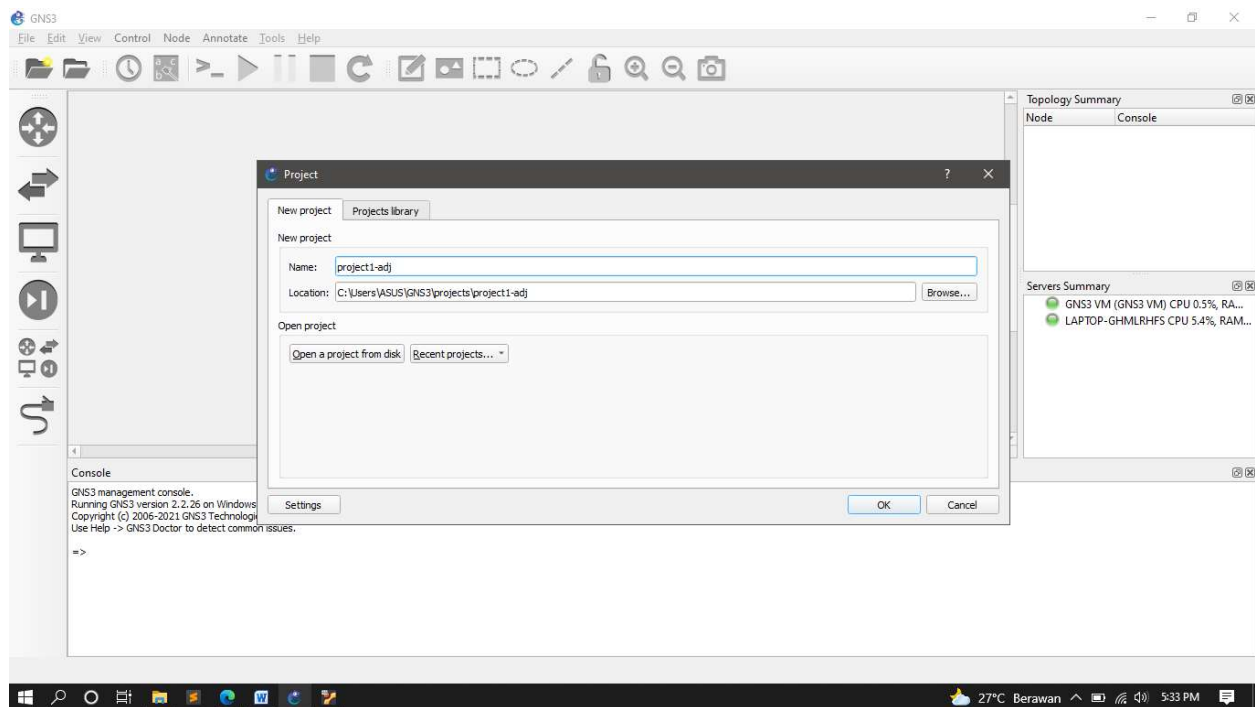 GNS3
File Edit View Control Node Annotate Tools Help
Topology Summary
Node Console
Project
New project Projects library
New project
Name: project1-adj
Location: C:\Users\ASUS\GNS3\projects\project1-adj Browse...
Open project
Open a project from disk Recent projects...
Settings OK Cancel
Servers Summary
GNS3 VM (GNS3 VM) CPU 0.5%, RA...
LAPTOP-GHMLRHFS CPU 5.4%, RAM...
Console
GNS3 management console.
Running GNS3 version 2.2.26 on Windows
Copyright (c) 2006-2021 GNS3 Technologi
Use Help -> GNS3 Doctor to detect common issues.
=>
27°C Berawan 5:33 PM